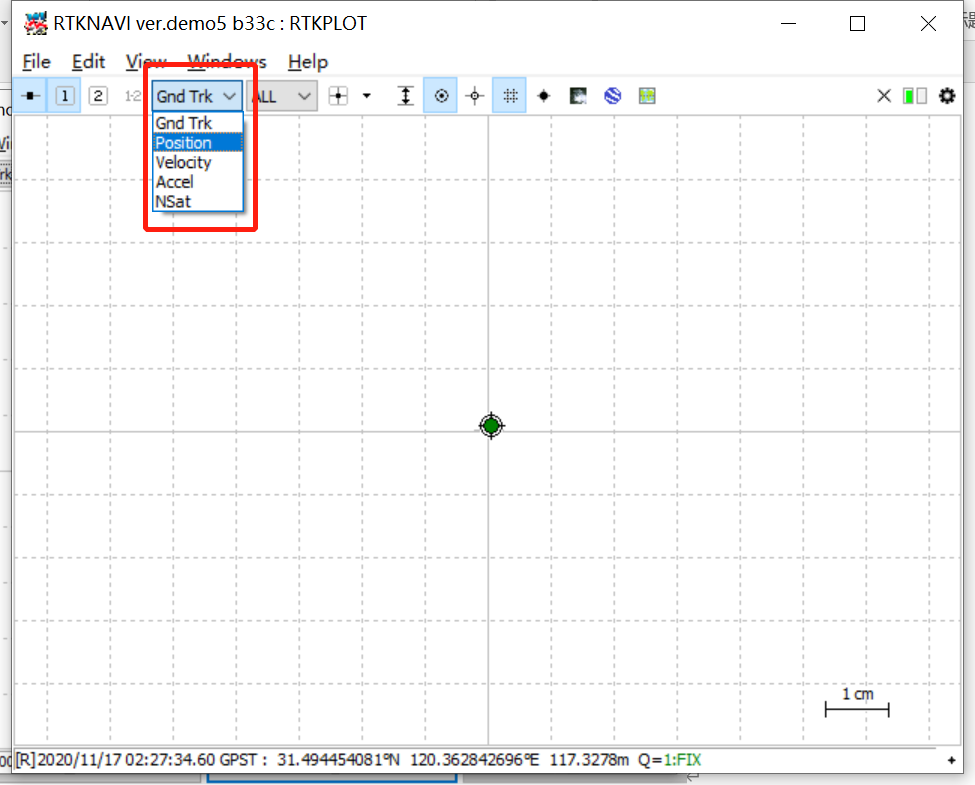 RTKNAVI ver.demo5 b33c : RTKPLOT
File Edit View Windows Help
1 2 1-2 Gnd Trk ALL
Gnd Trk
Position
Velocity
Accel
NSat
1 cm
[R]2020/11/17 02:27:34.60 GPST : 31.494454081°N 120.362842696°E 117.3278m Q=1:FIX